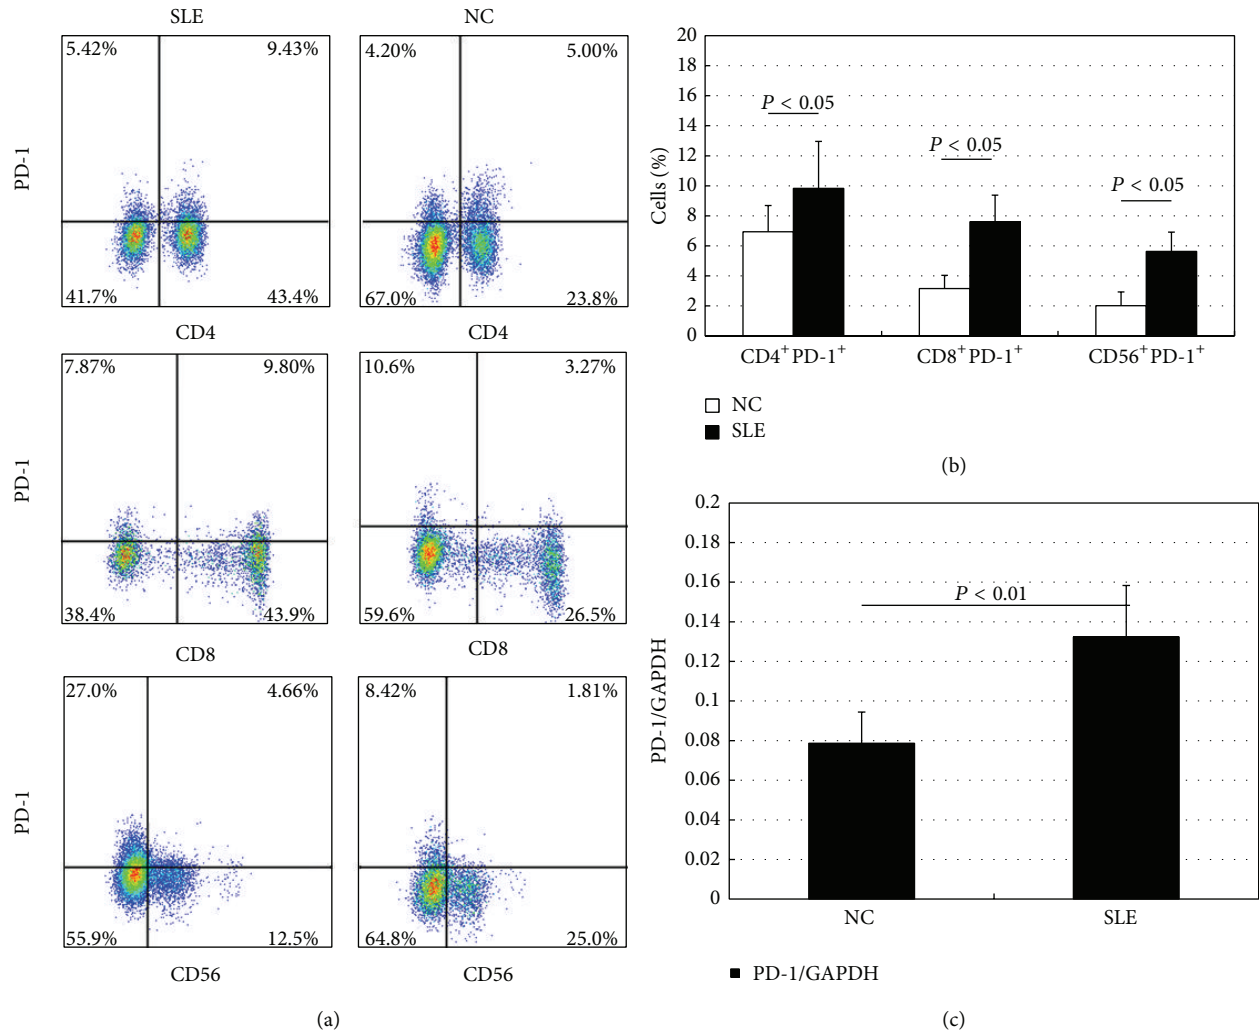 SLE
NC
5.42% 9.43%
4.20% 5.00%
PD-1
41.7% 43.4%
67.0% 23.8%
CD4
CD4
7.87% 9.80%
10.6% 3.27%
PD-1
38.4% 43.9%
59.6% 26.5%
CD8
CD8
27.0% 4.66%
8.42% 1.81%
PD-1
55.9% 12.5%
64.8% 25.0%
CD56
CD56
(a)
20
18
16
14
12
10
8
6
4
2
0
Cells (%)
P < 0.05
P < 0.05
P < 0.05
CD4⁺PD-1⁺
CD8⁺PD-1⁺
CD56⁺PD-1⁺
NC
SLE
(b)
0.2
0.18
0.16
0.14
0.12
0.1
0.08
0.06
0.04
0.02
0
PD-1/GAPDH
P < 0.01
NC
SLE
PD-1/GAPDH
(c)